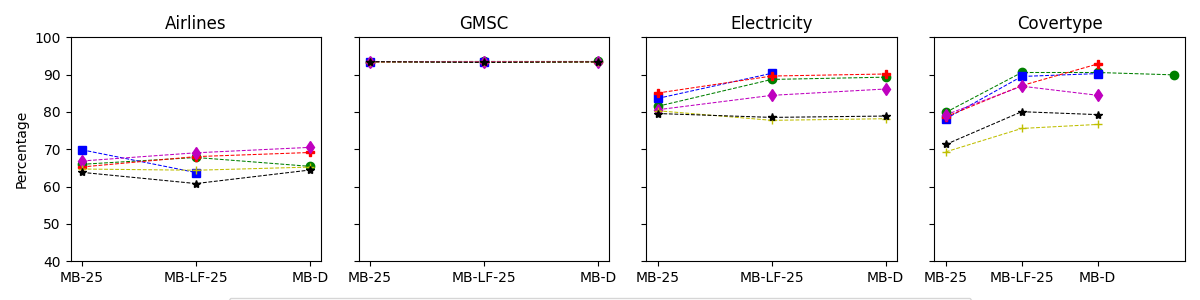 Airlines GMSC Electricity Covertype
Percentage
100
90
80
70
60
50
40
MB-25 MB-LF-25 MB-D MB-25 MB-LF-25 MB-D MB-25 MB-LF-25 MB-D MB-25 MB-LF-25 MB-D